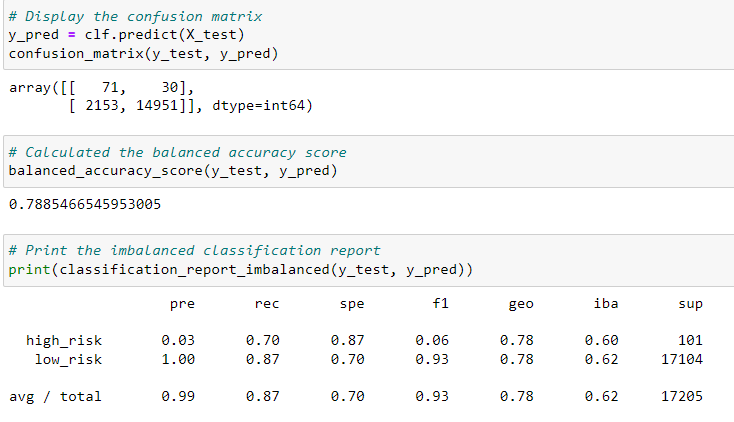 # Display the confusion matrix
y_pred = clf.predict(X_test)
confusion_matrix(y_test, y_pred)
array([[   71,    30],
       [ 2153, 14951]], dtype=int64)
# Calculated the balanced accuracy score
balanced_accuracy_score(y_test, y_pred)
0.7885466545953005
# Print the imbalanced classification report
print(classification_report_imbalanced(y_test, y_pred))
                   pre       rec       spe        f1       geo       iba       sup
  high_risk       0.03      0.70      0.87      0.06      0.78      0.60       101
   low_risk       1.00      0.87      0.70      0.93      0.78      0.62     17104
avg / total       0.99      0.87      0.70      0.93      0.78      0.62     17205